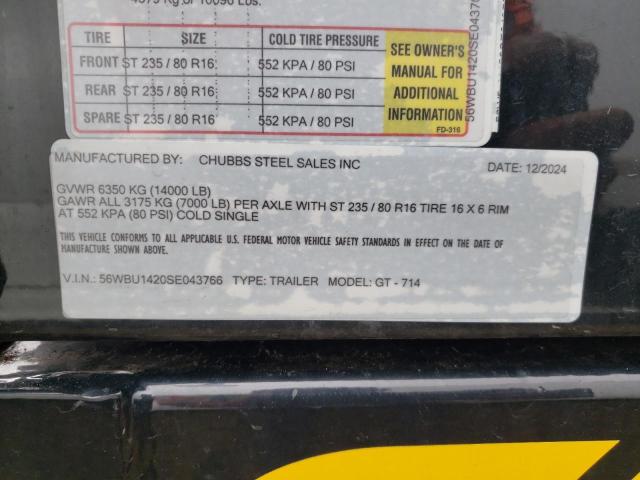 TIRE SIZE COLD TIRE PRESSURE
FRONT ST 235 / 80 R16 552 KPA / 80 PSI
REAR ST 235 / 80 R16 552 KPA / 80 PSI
SPARE ST 235 / 80 R16 552 KPA / 80 PSI
SEE OWNER'S
MANUAL FOR
ADDITIONAL
INFORMATION
FD-316
MANUFACTURED BY: CHUBBS STEEL SALES INC DATE: 12/2024
GVWR 6350 KG (14000 LB)
GAWR ALL 3175 KG (7000 LB) PER AXLE WITH ST 235 / 80 R16 TIRE 16 X 6 RIM
AT 552 KPA (80 PSI) COLD SINGLE
THIS VEHICLE CONFORMS TO ALL APPLICABLE U.S. FEDERAL MOTOR VEHICLE SAFETY STANDARDS IN EFFECT ON THE DATE OF
MANUFACTURE SHOWN ABOVE.
V.I.N.: 56WBU1420SE043766 TYPE: TRAILER MODEL: GT - 714